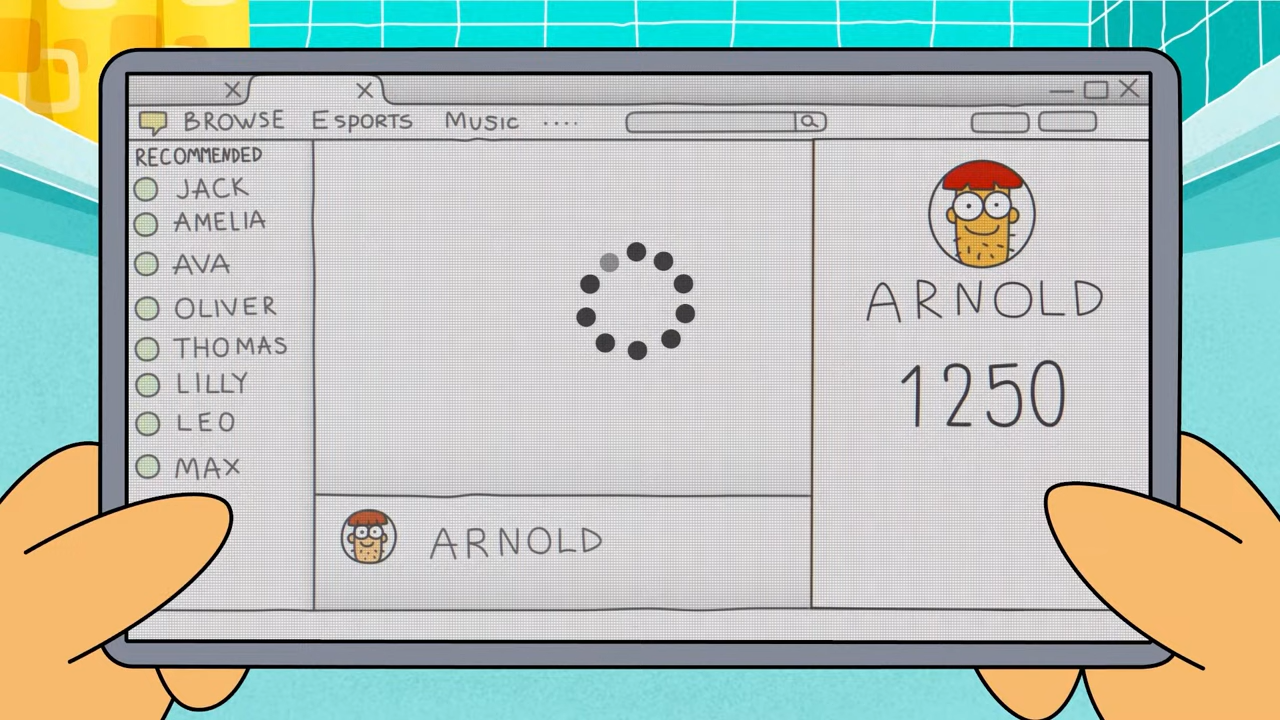 BROWSE ESPORTS MUSIC ....
RECOMMENDED
JACK
AMELIA
AVA
OLIVER
THOMAS
LILLY
LEO
MAX
ARNOLD
ARNOLD
1250